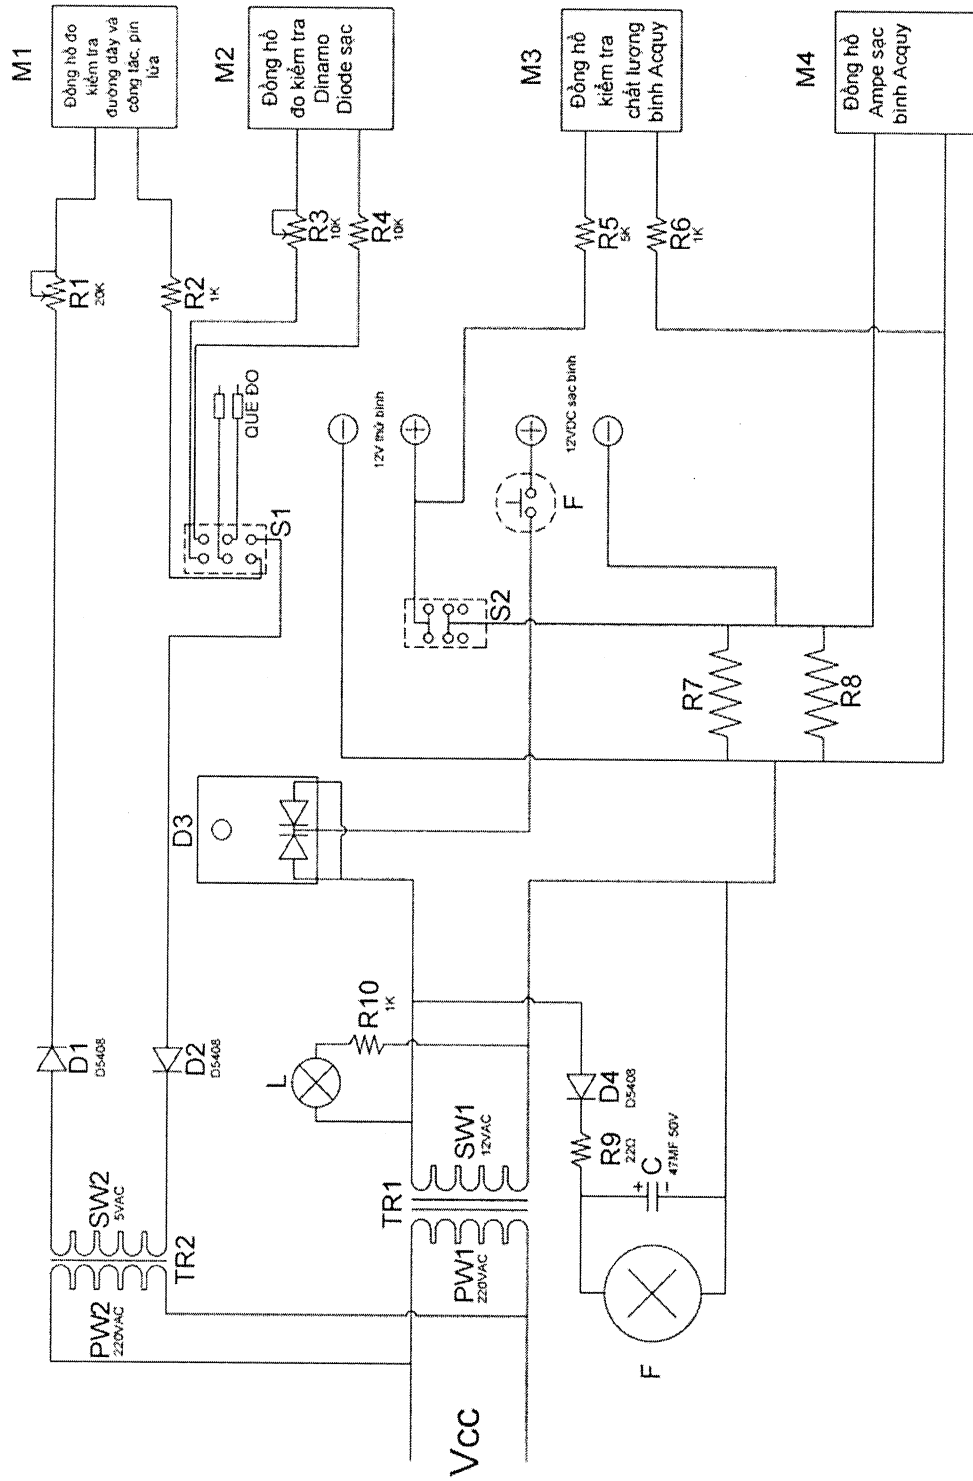 M1
Đồng hồ đo
kiểm tra
đường dây và
công tắc, pin
lửa
M2
Đồng hồ
đo kiểm tra
Dinamo
Diode sạc
M3
Đồng hồ
kiểm tra
chất lượng
bình Acquy
M4
Đồng hồ
Ampe sạc
bình Acquy
R1
20K
R2
1K
R3
10K
R4
10K
R5
5K
R6
1K
QUE ĐO
S1
12V thử bình
+
12VDC sạc bình
+
F
S2
R7
R8
D3
D1
D5408
D2
D5408
L
R10
1K
D4
D5408
R9
22Ω
+
-
C
47MF 50V
SW2
5VAC
PW2
220VAC
TR2
TR1
SW1
12VAC
PW1
220VAC
F
Vcc